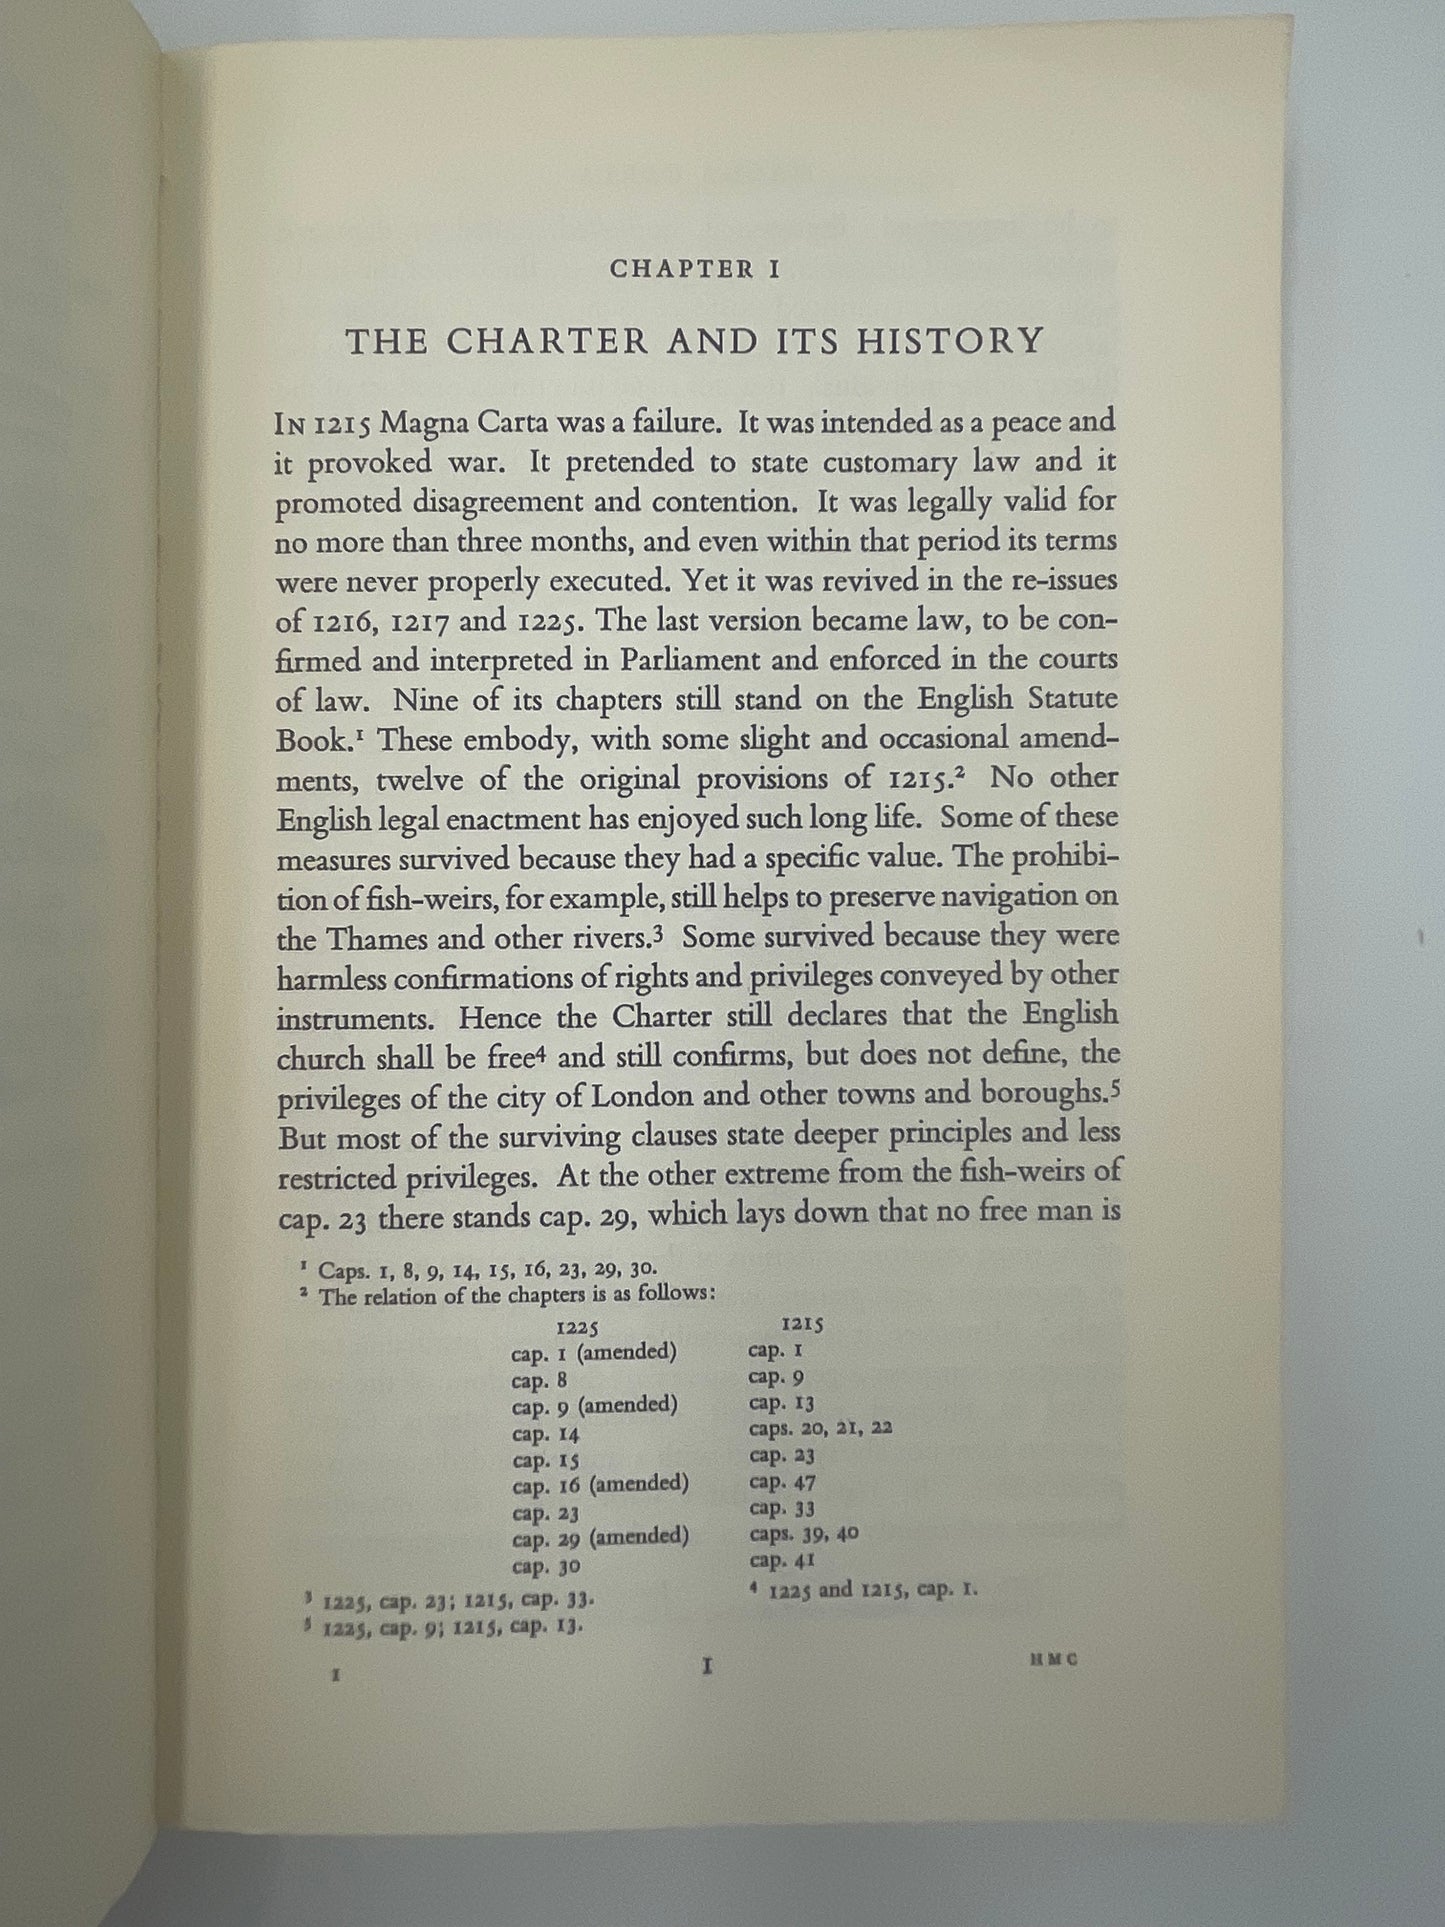 CHAPTER I
THE CHARTER AND ITS HISTORY
IN 1215 Magna Carta was a failure. It was intended as a peace and
it provoked war. It pretended to state customary law and it
promoted disagreement and contention. It was legally valid for
no more than three months, and even within that period its terms
were never properly executed. Yet it was revived in the re-issues
of 1216, 1217 and 1225. The last version became law, to be con-
firmed and interpreted in Parliament and enforced in the courts
of law. Nine of its chapters still stand on the English Statute
Book.¹ These embody, with some slight and occasional amend-
ments, twelve of the original provisions of 1215.² No other
English legal enactment has enjoyed such long life. Some of these
measures survived because they had a specific value. The prohibi-
tion of fish-weirs, for example, still helps to preserve navigation on
the Thames and other rivers.³ Some survived because they were
harmless confirmations of rights and privileges conveyed by other
instruments. Hence the Charter still declares that the English
church shall be free⁴ and still confirms, but does not define, the
privileges of the city of London and other towns and boroughs.⁵
But most of the surviving clauses state deeper principles and less
restricted privileges. At the other extreme from the fish-weirs of
cap. 23 there stands cap. 29, which lays down that no free man is
¹ Caps. 1, 8, 9, 14, 15, 16, 23, 29, 30.
² The relation of the chapters is as follows:
1225 1215
cap. 1 (amended) cap. 1
cap. 8 cap. 9
cap. 9 (amended) cap. 13
cap. 14 caps. 20, 21, 22
cap. 15 cap. 23
cap. 16 (amended) cap. 47
cap. 23 cap. 33
cap. 29 (amended) caps. 39, 40
cap. 30 cap. 41
³ 1225, cap. 23; 1215, cap. 33. ⁴ 1225 and 1215, cap. 1.
⁵ 1225, cap. 9; 1215, cap. 13.
1 1 HMC